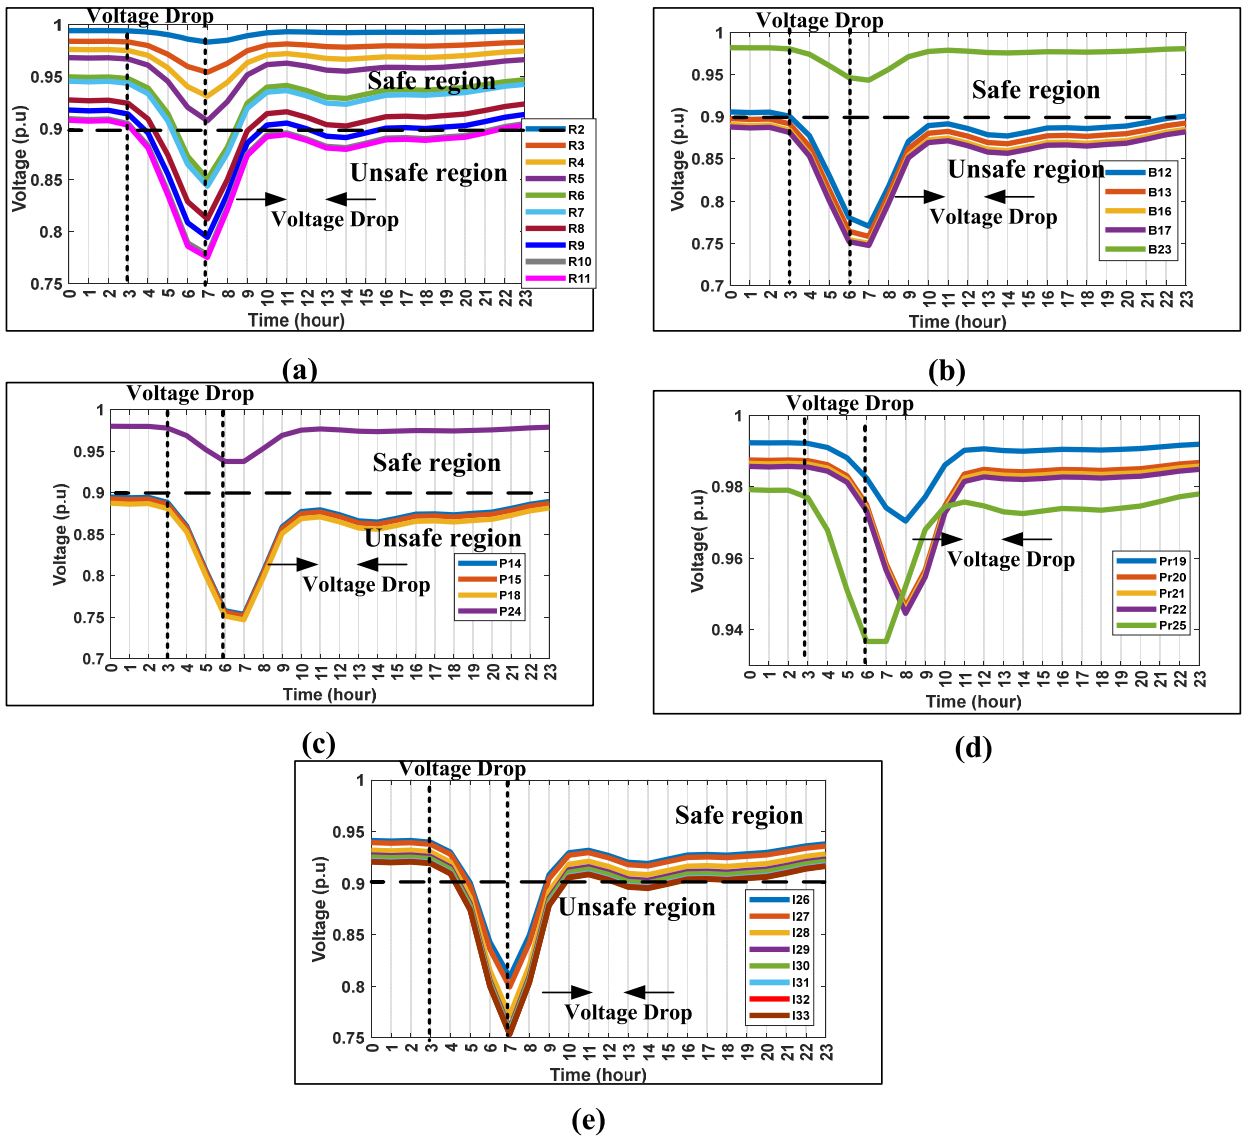 Voltage Drop
1
0.95
0.9
0.85
0.8
0.75
Voltage (p.u)
Safe region
Unsafe region
Voltage Drop
R2
R3
R4
R5
R6
R7
R8
R9
R10
R11
0 1 2 3 4 5 6 7 8 9 10 11 12 13 14 15 16 17 18 19 20 21 22 23
Time (hour)
(a)
Voltage Drop
1
0.95
0.9
0.85
0.8
0.75
0.7
Voltage (p.u)
Safe region
Unsafe region
Voltage Drop
B12
B13
B16
B17
B23
0 1 2 3 4 5 6 7 8 9 10 11 12 13 14 15 16 17 18 19 20 21 22 23
Time (hour)
(b)
Voltage Drop
1
0.95
0.9
0.85
0.8
0.75
0.7
Voltage (p.u)
Safe region
Unsafe region
Voltage Drop
P14
P15
P18
P24
0 1 2 3 4 5 6 7 8 9 10 11 12 13 14 15 16 17 18 19 20 21 22 23
Time (hour)
(c)
Voltage Drop
1
0.98
0.96
0.94
Voltage( p.u)
Voltage Drop
Pr19
Pr20
Pr21
Pr22
Pr25
0 1 2 3 4 5 6 7 8 9 10 11 12 13 14 15 16 17 18 19 20 21 22 23
Time (hour)
(d)
Voltage Drop
1
0.95
0.9
0.85
0.8
0.75
Voltage (p.u)
Safe region
Unsafe region
Voltage Drop
I26
I27
I28
I29
I30
I31
I32
I33
0 1 2 3 4 5 6 7 8 9 10 11 12 13 14 15 16 17 18 19 20 21 22 23
Time (hour)
(e)